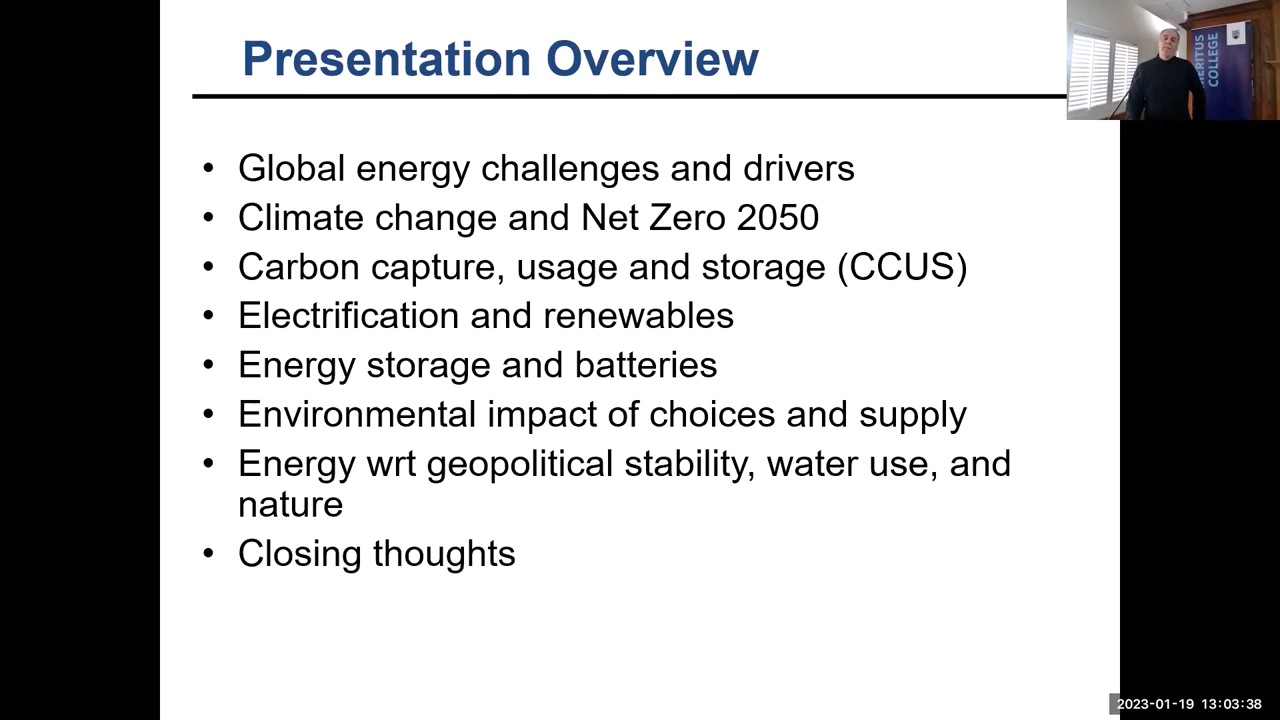 Presentation Overview
• Global energy challenges and drivers
• Climate change and Net Zero 2050
• Carbon capture, usage and storage (CCUS)
• Electrification and renewables
• Energy storage and batteries
• Environmental impact of choices and supply
• Energy wrt geopolitical stability, water use, and
nature
• Closing thoughts
COLLEGE
2023-01-19 13:03:38